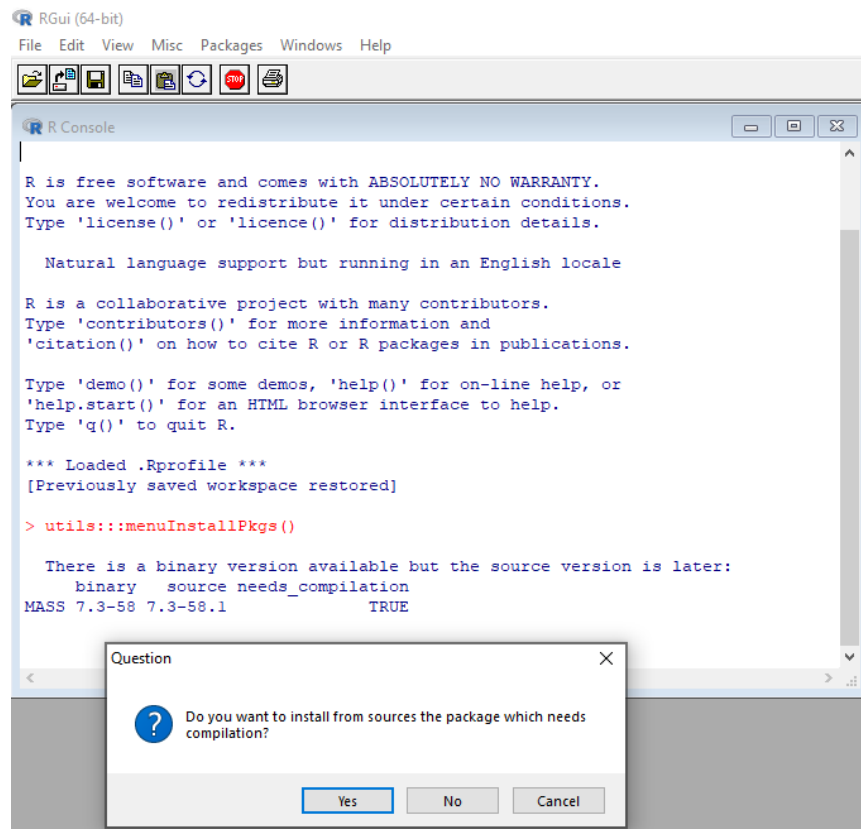 RGui (64-bit)
File Edit View Misc Packages Windows Help
STOP
R Console
R is free software and comes with ABSOLUTELY NO WARRANTY.
You are welcome to redistribute it under certain conditions.
Type 'license()' or 'licence()' for distribution details.
Natural language support but running in an English locale
R is a collaborative project with many contributors.
Type 'contributors()' for more information and
'citation()' on how to cite R or R packages in publications.
Type 'demo()' for some demos, 'help()' for on-line help, or
'help.start()' for an HTML browser interface to help.
Type 'q()' to quit R.
*** Loaded .Rprofile ***
[Previously saved workspace restored]
> utils:::menuInstallPkgs()
There is a binary version available but the source version is later:
binary source needs_compilation
MASS 7.3-58 7.3-58.1 TRUE
Question
Do you want to install from sources the package which needs
compilation?
Yes No Cancel